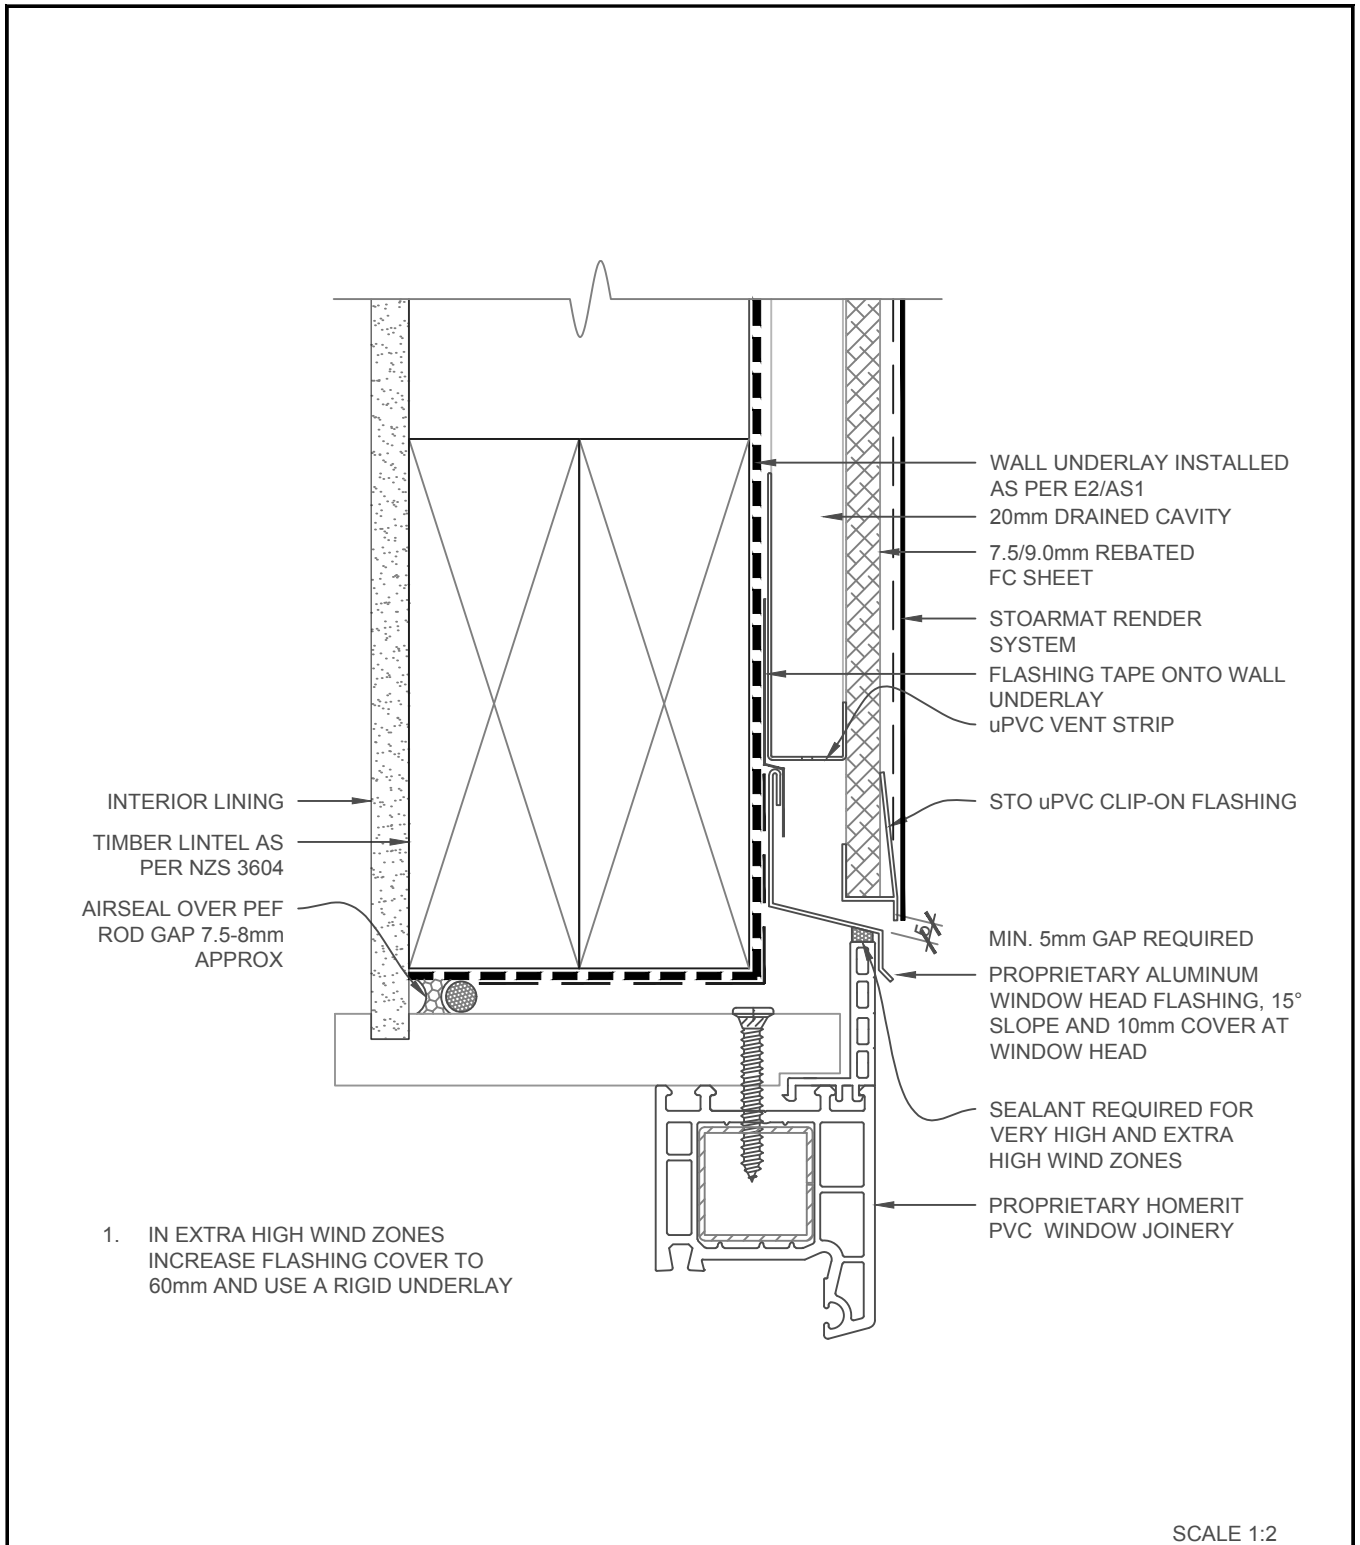 WALL UNDERLAY INSTALLED
AS PER E2/AS1
20mm DRAINED CAVITY
7.5/9.0mm REBATED
FC SHEET
STOARMAT RENDER
SYSTEM
FLASHING TAPE ONTO WALL
UNDERLAY
uPVC VENT STRIP
STO uPVC CLIP-ON FLASHING
5
MIN. 5mm GAP REQUIRED
PROPRIETARY ALUMINUM
WINDOW HEAD FLASHING, 15°
SLOPE AND 10mm COVER AT
WINDOW HEAD
SEALANT REQUIRED FOR
VERY HIGH AND EXTRA
HIGH WIND ZONES
PROPRIETARY HOMERIT
PVC WINDOW JOINERY
INTERIOR LINING
TIMBER LINTEL AS
PER NZS 3604
AIRSEAL OVER PEF
ROD GAP 7.5-8mm
APPROX
1. IN EXTRA HIGH WIND ZONES
INCREASE FLASHING COVER TO
60mm AND USE A RIGID UNDERLAY
SCALE 1:2